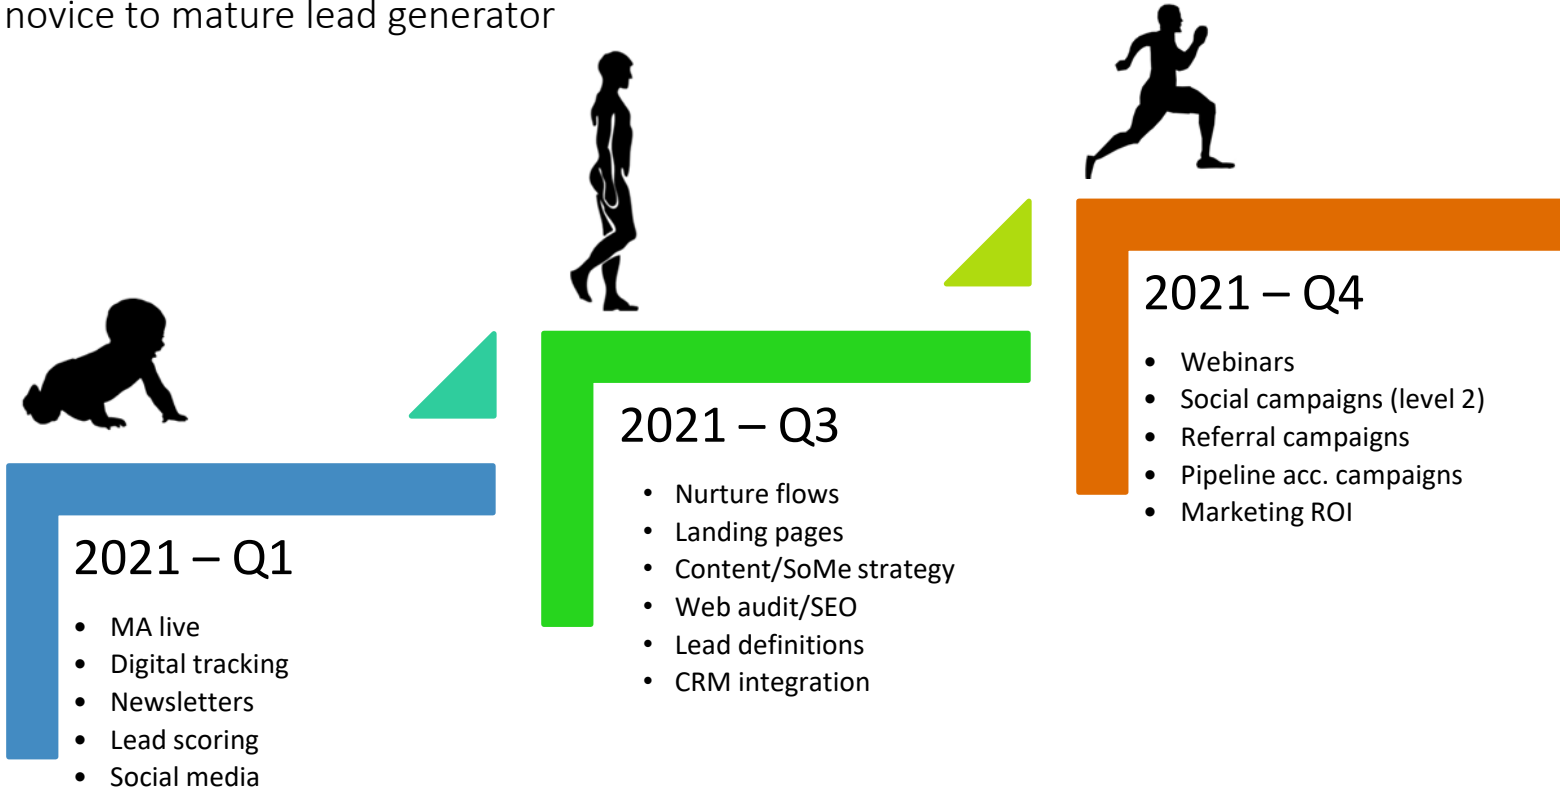 novice to mature lead generator
2021 – Q1
• MA live
• Digital tracking
• Newsletters
• Lead scoring
• Social media
2021 – Q3
• Nurture flows
• Landing pages
• Content/SoMe strategy
• Web audit/SEO
• Lead definitions
• CRM integration
2021 – Q4
• Webinars
• Social campaigns (level 2)
• Referral campaigns
• Pipeline acc. campaigns
• Marketing ROI